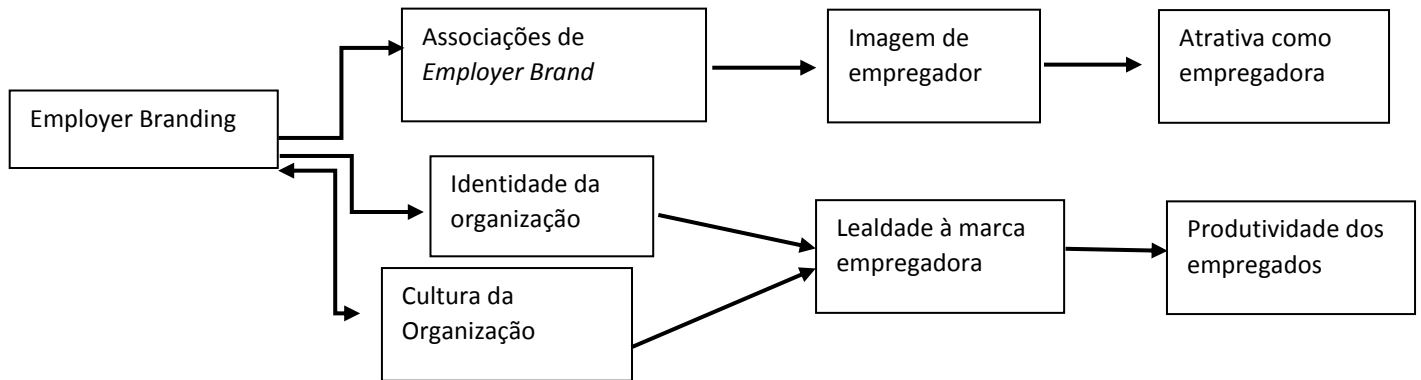 Employer Branding
Associações de
Employer Brand
Imagem de
empregador
Atrativa como
empregadora
Identidade da
organização
Cultura da
Organização
Lealdade à marca
empregadora
Produtividade dos
empregados